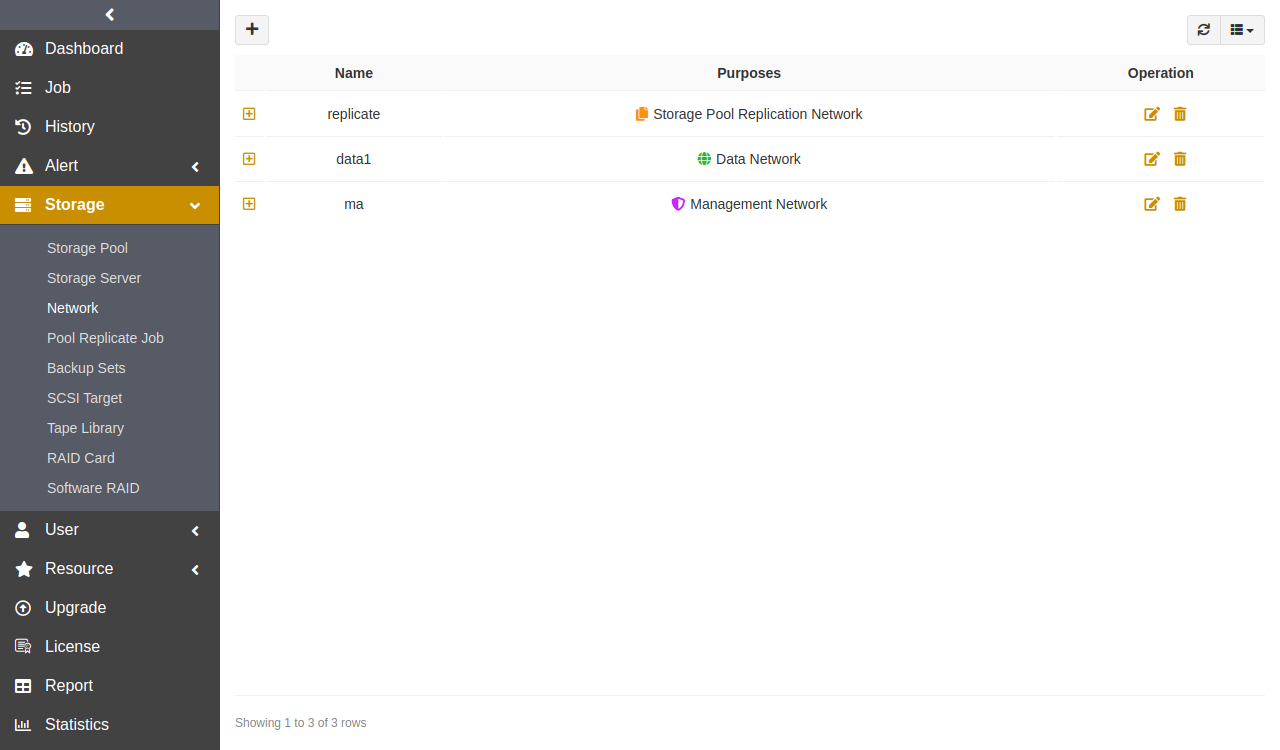 Dashboard
Job
History
Alert
Storage
Storage Pool
Storage Server
Network
Pool Replicate Job
Backup Sets
SCSI Target
Tape Library
RAID Card
Software RAID
User
Resource
Upgrade
License
Report
Statistics
Name Purposes Operation
replicate Storage Pool Replication Network
data1 Data Network
ma Management Network
Showing 1 to 3 of 3 rows